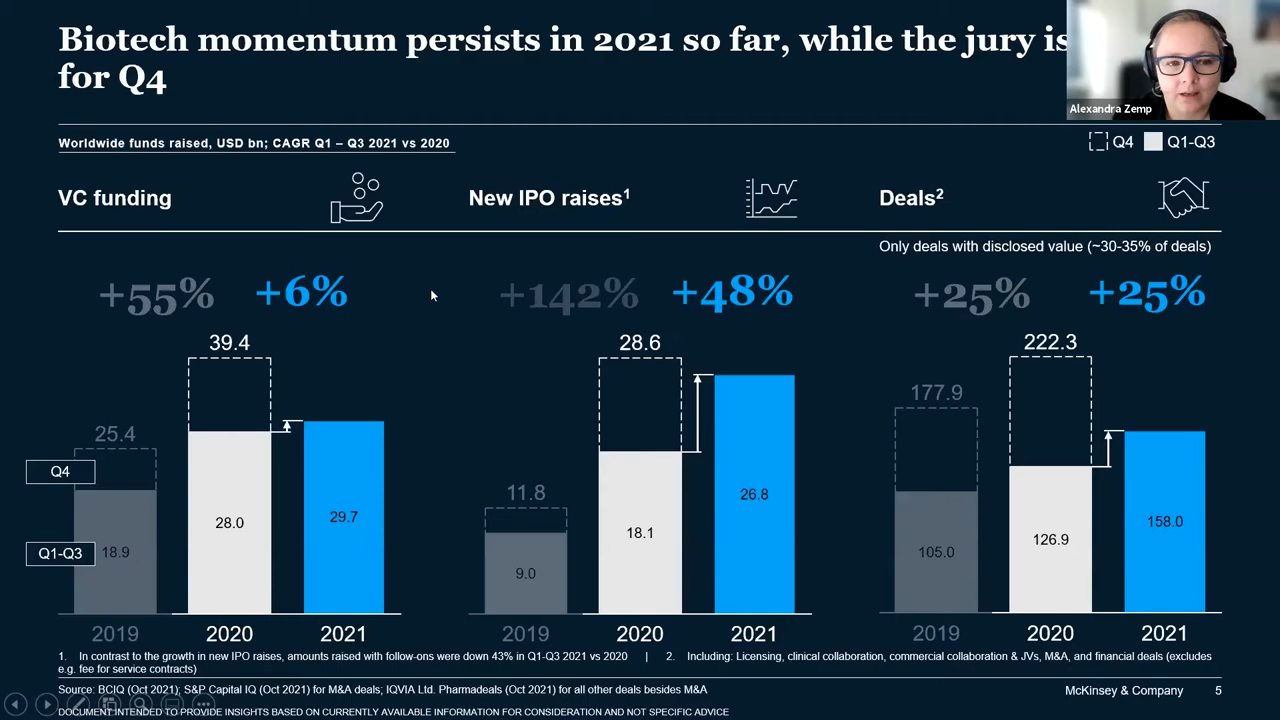 Biotech momentum persists in 2021 so far, while the jury is
for Q4
Alexandra Zemp
Worldwide funds raised, USD bn; CAGR Q1 – Q3 2021 vs 2020
Q4 Q1-Q3
VC funding
New IPO raises1
Deals2
Only deals with disclosed value (~30-35% of deals)
+55% +6% +142% +48% +25% +25%
39.4 28.6 222.3
177.9
25.4
Q4
11.8
26.8
28.0 29.7 18.1 158.0
126.9
Q1-Q3 18.9 105.0
9.0
2019 2020 2021 2019 2020 2021 2019 2020 2021
1. In contrast to the growth in new IPO raises, amounts raised with follow-ons were down 43% in Q1-Q3 2021 vs 2020 | 2. Including: Licensing, clinical collaboration, commercial collaboration & JVs, M&A, and financial deals (excludes
e.g. fee for service contracts)
Source: BCIQ (Oct 2021); S&P Capital IQ (Oct 2021) for M&A deals; IQVIA Ltd. Pharmadeals (Oct 2021) for all other deals besides M&A
McKinsey & Company 5
DOCUMENT INTENDED TO PROVIDE INSIGHTS BASED ON CURRENTLY AVAILABLE INFORMATION FOR CONSIDERATION AND NOT SPECIFIC ADVICE